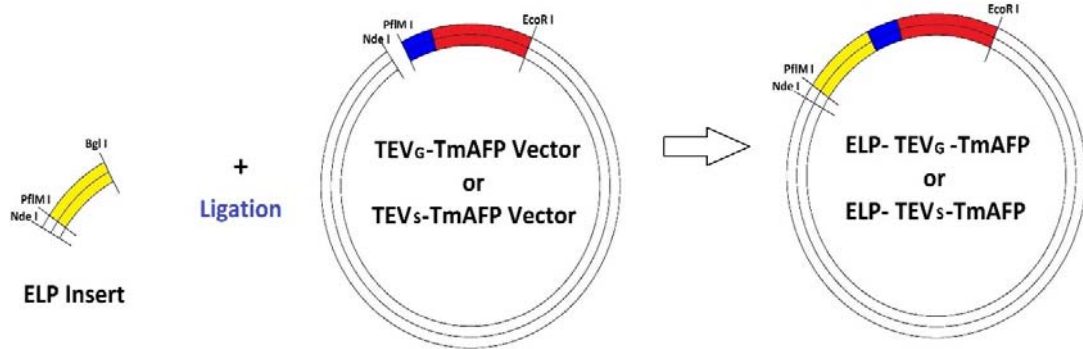 Bgl I
PflM I
Nde I
ELP Insert
+
Ligation
PflM I
Nde I
EcoR I
TEVG-TmAFP Vector
or
TEVS-TmAFP Vector
EcoR I
PflM I
Nde I
ELP- TEVG -TmAFP
or
ELP- TEVS-TmAFP